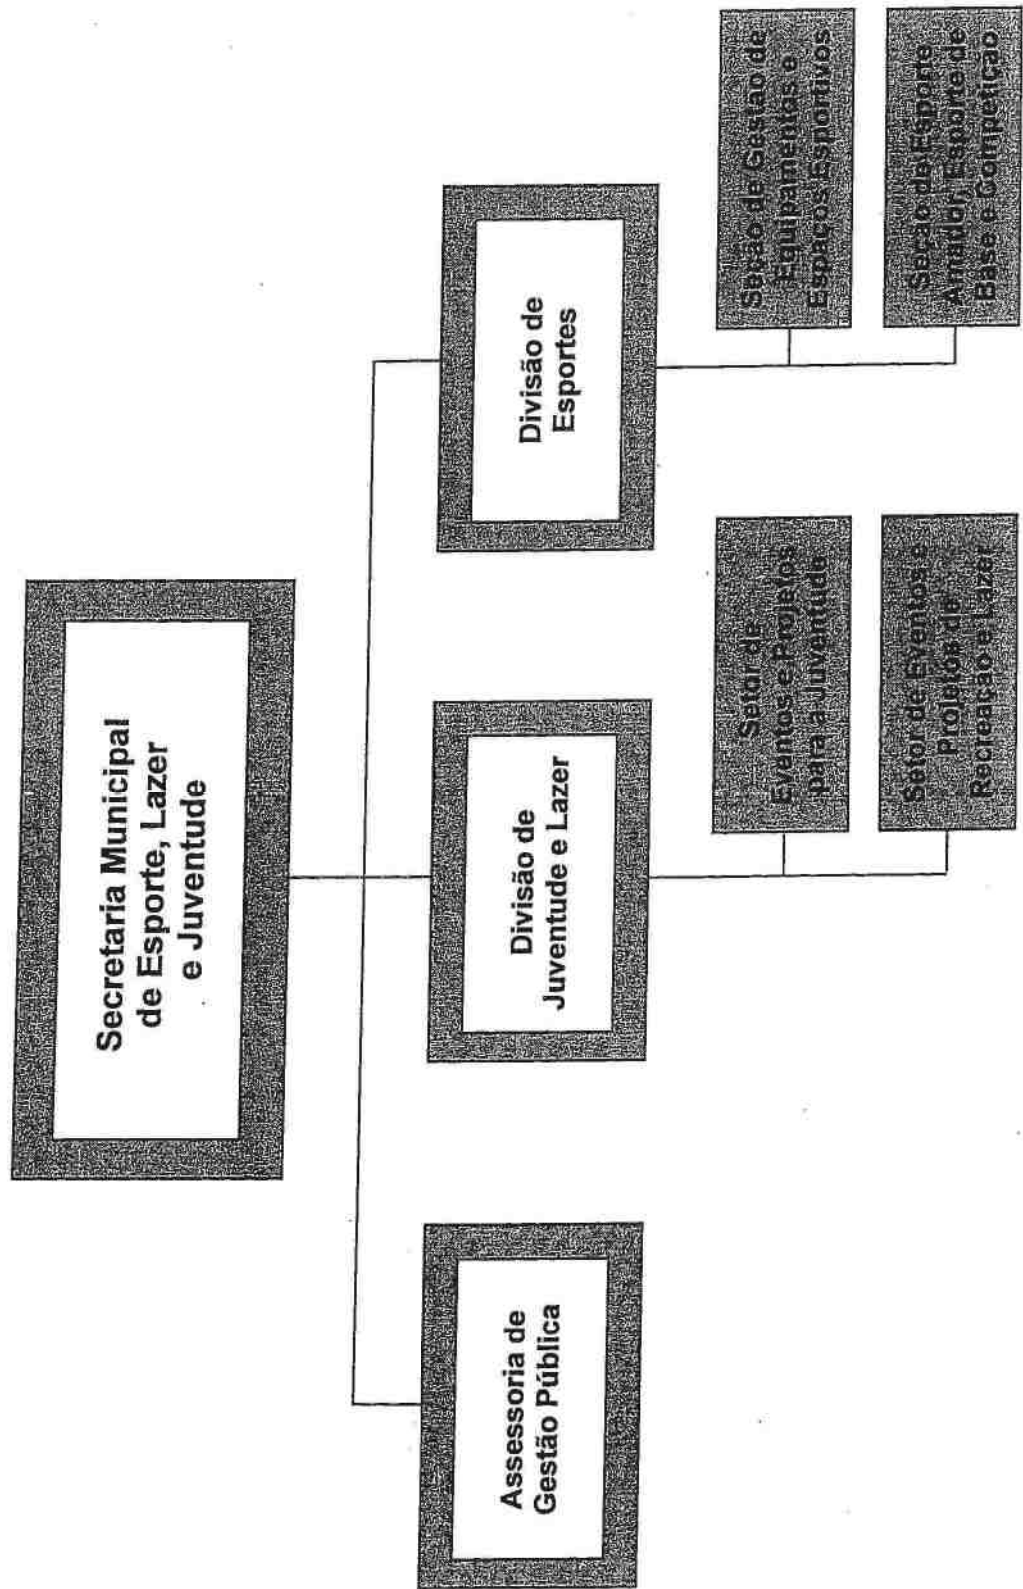 Secretaria Municipal
de Esporte, Lazer
e Juventude
Assessoria de
Gestão Pública
Divisão de
Juventude e Lazer
Divisão de
Esportes
Setor de
Eventos e Projetos
para a Juventude
Setor de Eventos e
Projetos de
Recreação e Lazer
Seção de Gestão de
Equipamentos e
Espaços Esportivos
Seção de Esporte
Amador, Esporte de
Base e Competição